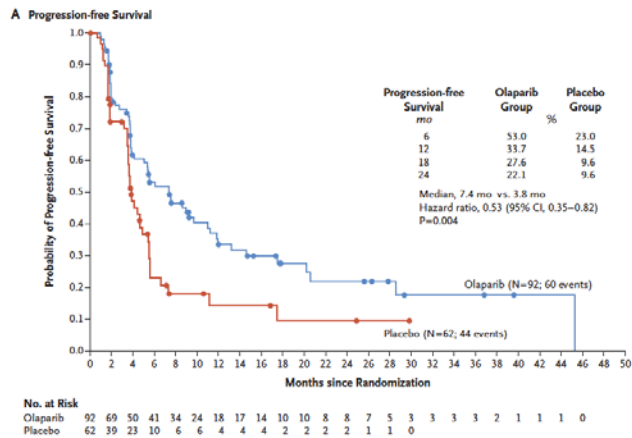 A Progression-free Survival
Probability of Progression-free Survival
1.0
0.9
0.8
0.7
0.6
0.5
0.4
0.3
0.2
0.1
0.0
Progression-free Survival Olaparib Group Placebo Group
mo %
6 53.0 23.0
12 33.7 14.5
18 27.6 9.6
24 22.1 9.6
Median, 7.4 mo vs. 3.8 mo
Hazard ratio, 0.53 (95% CI, 0.35–0.82)
P=0.004
Olaparib (N=92; 60 events)
Placebo (N=62; 44 events)
0 2 4 6 8 10 12 14 16 18 20 22 24 26 28 30 32 34 36 38 40 42 44 46 48 50
Months since Randomization
No. at Risk
Olaparib 92 69 50 41 34 24 18 17 14 10 10 8 8 7 5 3 3 3 3 2 1 1 1 0
Placebo 62 39 23 10 6 6 4 4 4 2 2 2 2 1 1 0